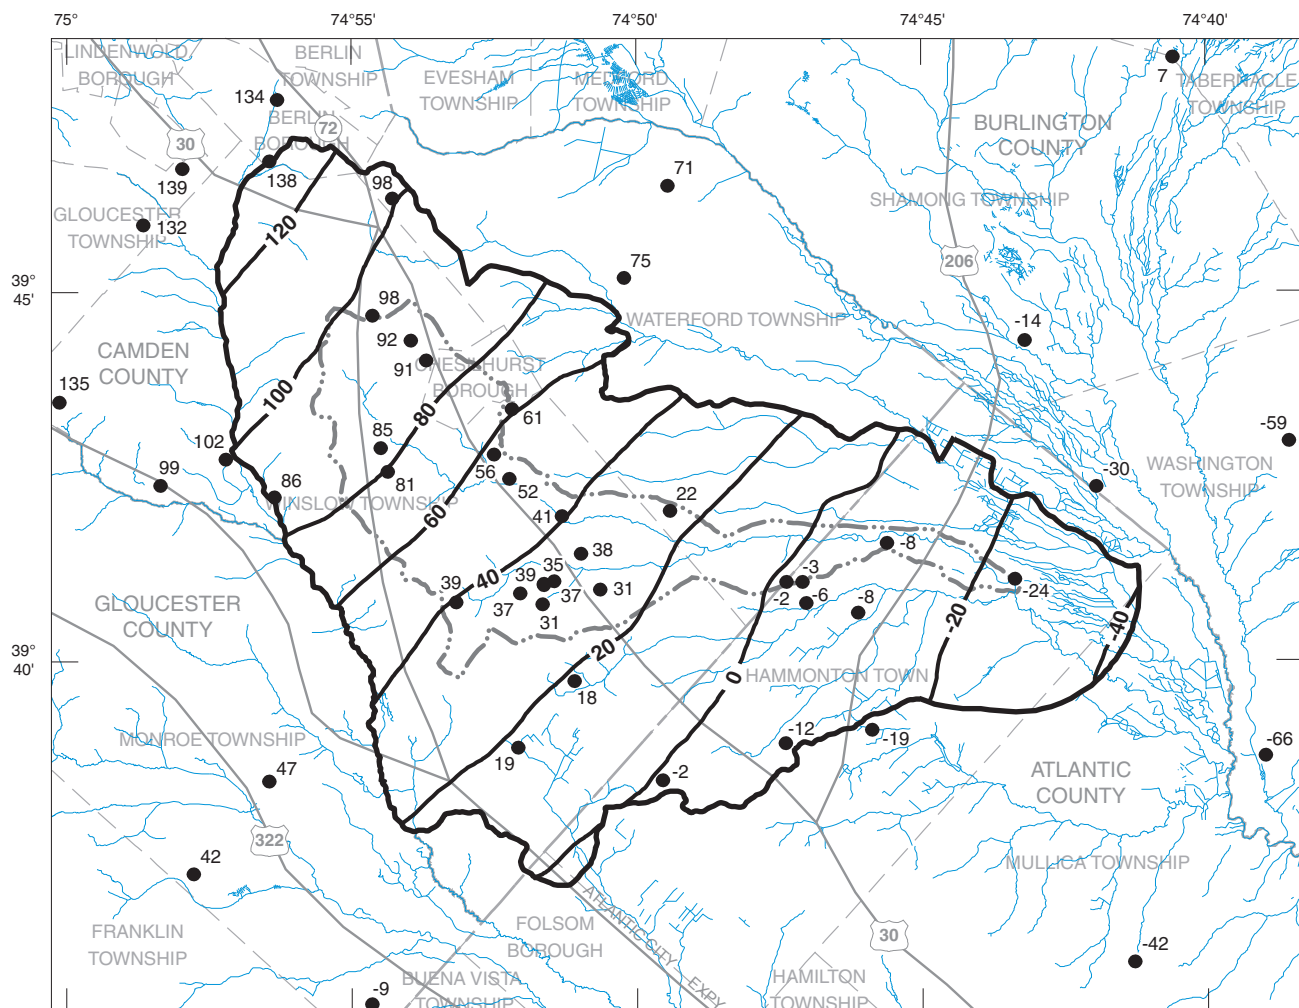 75°
74°55'
74°50'
74°45'
74°40'
LINDENWOLD
BOROUGH
BERLIN
TOWNSHIP
EVESHAM
TOWNSHIP
MEDFORD
TOWNSHIP
7
TABERNACLE
TOWNSHIP
134
BERLIN
BOROUGH
72
30
BURLINGTON
COUNTY
139
138
98
71
SHAMONG TOWNSHIP
GLOUCESTER
TOWNSHIP
132
120
206
75
39°
45'
98
WATERFORD TOWNSHIP
-14
92
91
CHESILHURST
BOROUGH
CAMDEN
COUNTY
135
100
80
61
-59
102
85
99
86
81
56
52
WINSLOW TOWNSHIP
-30
WASHINGTON
TOWNSHIP
22
60
41
38
-8
39
40
39
35
37
37
31
31
-3
-2
-6
-8
-24
-20
-40
GLOUCESTER
COUNTY
39°
40'
20
0
HAMMONTON TOWN
18
MONROE TOWNSHIP
19
-12
-19
-66
47
-2
ATLANTIC
COUNTY
322
42
MULLICA TOWNSHIP
ATLANTIC CITY EXPY
FRANKLIN
TOWNSHIP
FOLSOM
BOROUGH
30
-42
BUENA VISTA
TOWNSHIP
HAMILTON
TOWNSHIP
-9